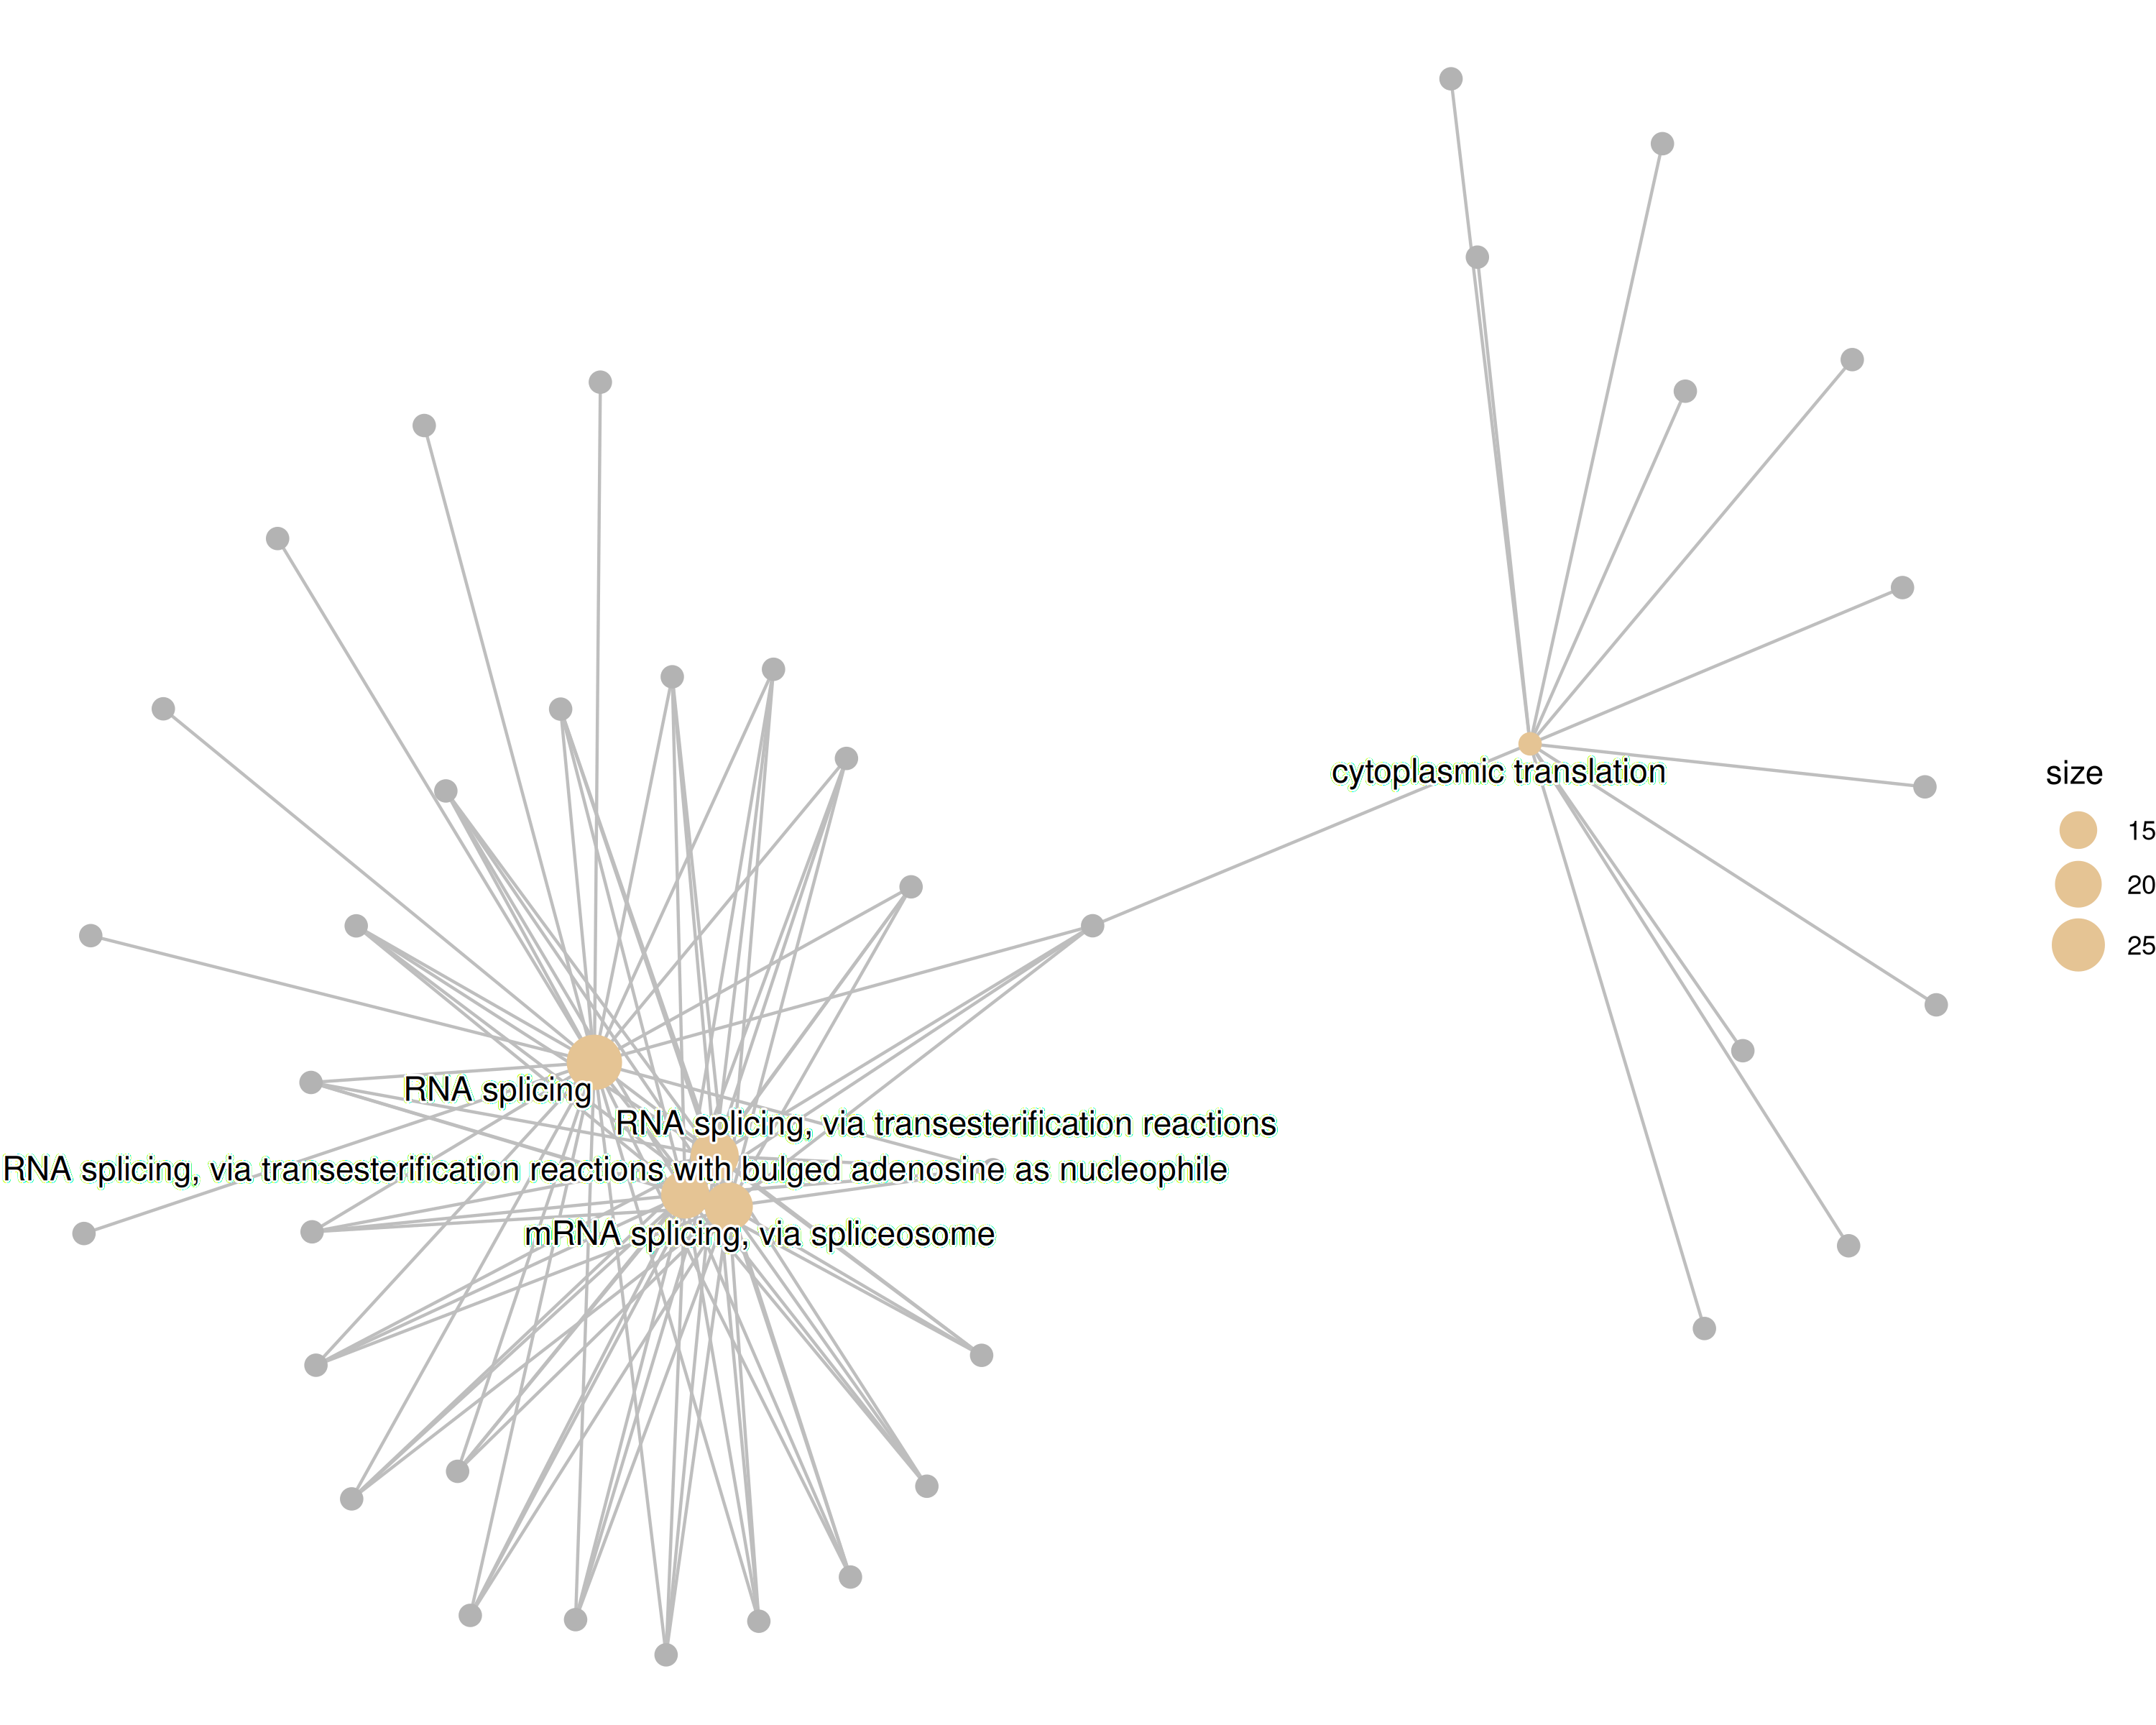 cytoplasmic translation
size
15
20
25
RNA splicing
RNA splicing, via transesterification reactions
RNA splicing, via transesterification reactions with bulged adenosine as nucleophile
mRNA splicing, via spliceosome